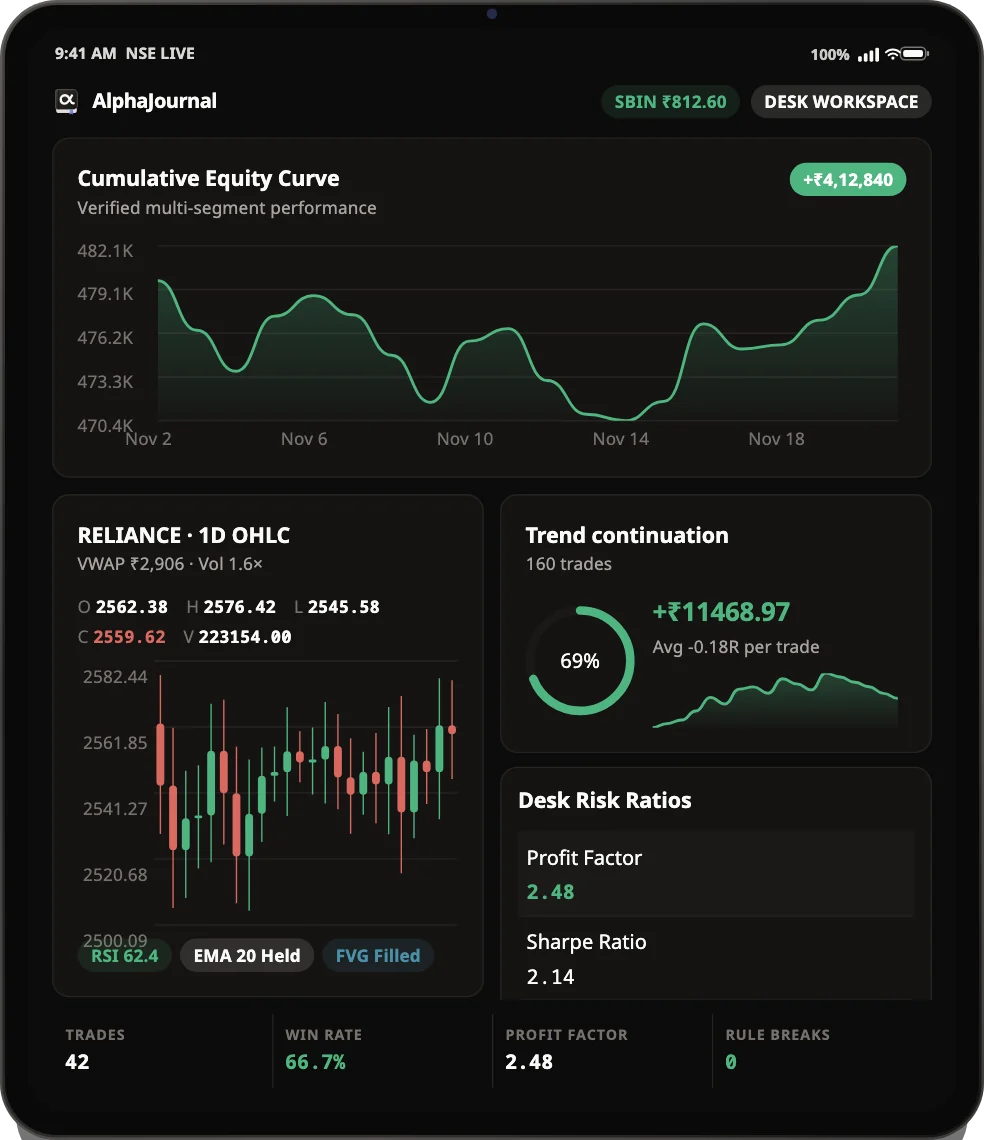 9:41 AM NSE LIVE
100%
α AlphaJournal
SBIN ₹812.60
DESK WORKSPACE
Cumulative Equity Curve
+₹4,12,840
Verified multi-segment performance
482.1K
479.1K
476.2K
473.3K
470.4K
Nov 2 Nov 6 Nov 10 Nov 14 Nov 18
RELIANCE · 1D OHLC
VWAP ₹2,906 · Vol 1.6×
O 2562.38 H 2576.42 L 2545.58
C 2559.62 V 223154.00
2582.44
2561.85
2541.27
2520.68
2500.09
RSI 62.4 EMA 20 Held FVG Filled
Trend continuation
160 trades
69%
+₹11468.97
Avg -0.18R per trade
Desk Risk Ratios
Profit Factor
2.48
Sharpe Ratio
2.14
TRADES
42
WIN RATE
66.7%
PROFIT FACTOR
2.48
RULE BREAKS
0